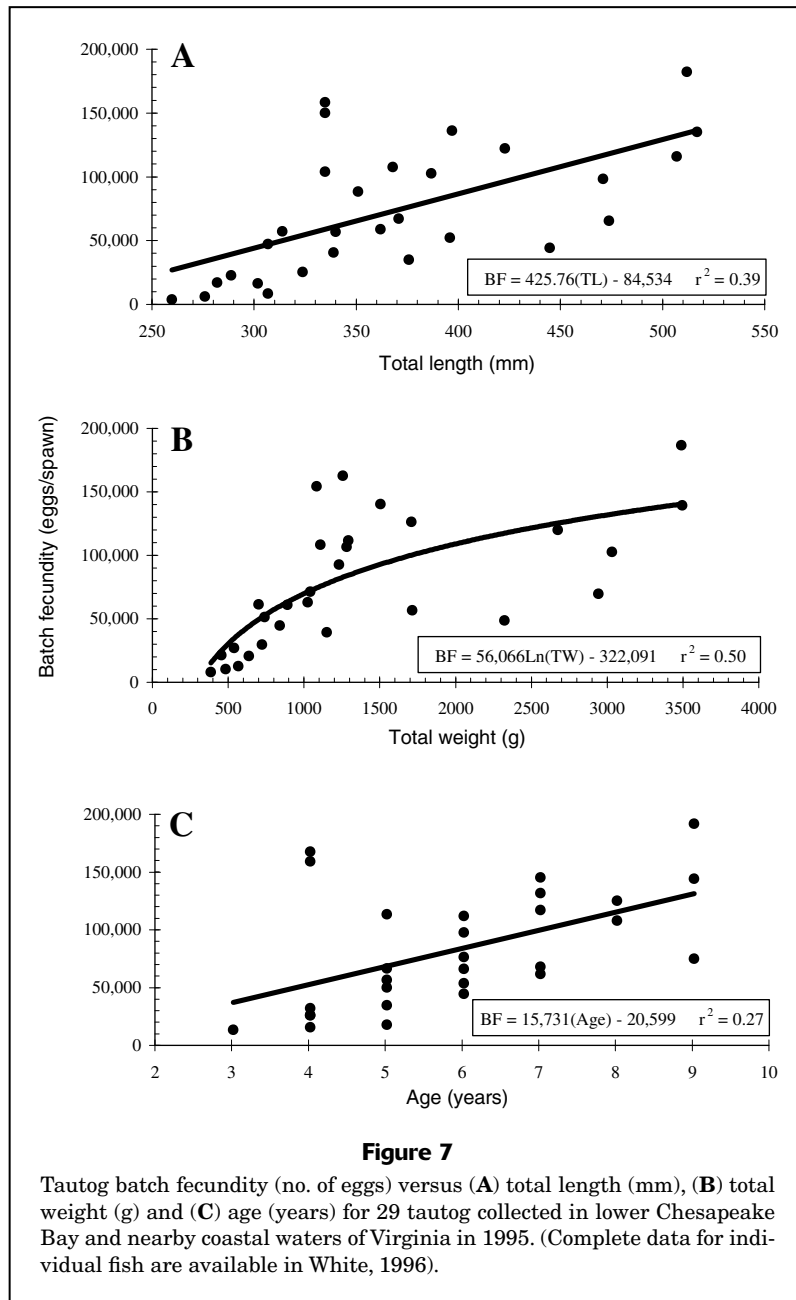 A
200,000
150,000
100,000
50,000
0
250 300 350 400 450 500 550
BF = 425.76(TL) - 84,534 r² = 0.39
Total length (mm)
Batch fecundity (eggs/spawn)
B
200,000
150,000
100,000
50,000
0
0 500 1000 1500 2000 2500 3000 3500 4000
BF = 56,066Ln(TW) - 322,091 r² = 0.50
Total weight (g)
C
200,000
150,000
100,000
50,000
0
2 3 4 5 6 7 8 9 10
BF = 15,731(Age) - 20,599 r² = 0.27
Age (years)
Figure 7
Tautog batch fecundity (no. of eggs) versus (A) total length (mm), (B) total
weight (g) and (C) age (years) for 29 tautog collected in lower Chesapeake
Bay and nearby coastal waters of Virginia in 1995. (Complete data for indi-
vidual fish are available in White, 1996).